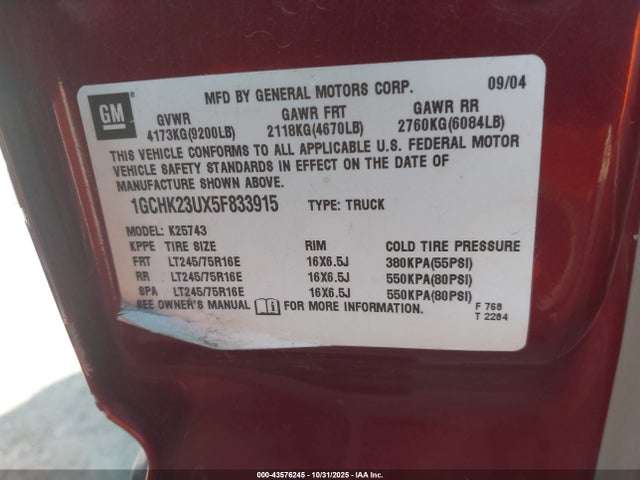 MFD BY GENERAL MOTORS CORP. 09/04
GM
GVWR GAWR FRT GAWR RR
4173KG(9200LB) 2118KG(4670LB) 2760KG(6084LB)
THIS VEHICLE CONFORMS TO ALL APPLICABLE U.S. FEDERAL MOTOR
VEHICLE SAFETY STANDARDS IN EFFECT ON THE DATE OF
MANUFACTURE SHOWN ABOVE.
1GCHK23UX5F833915 TYPE: TRUCK
MODEL: K25743
KPPE TIRE SIZE RIM COLD TIRE PRESSURE
FRT LT245/75R16E 16X6.5J 380KPA(55PSI)
RR LT245/75R16E 16X6.5J 550KPA(80PSI)
SPA LT245/75R16E 16X6.5J 550KPA(80PSI)
SEE OWNER'S MANUAL FOR MORE INFORMATION.
F 768
T 2284
000-43576245 - 10/31/2025 - IAA Inc.